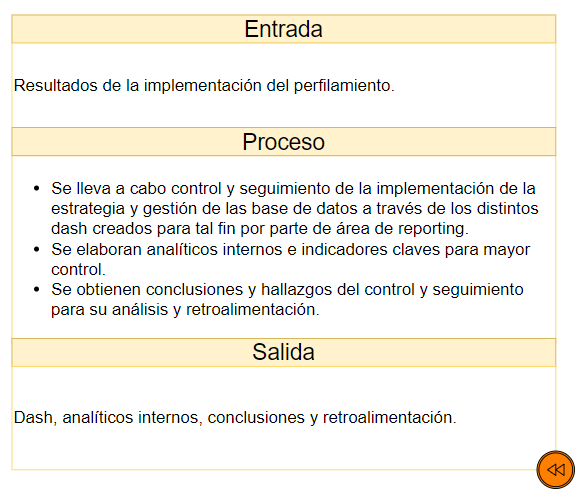 Entrada
Resultados de la implementación del perfilamiento.
Proceso
• Se lleva a cabo control y seguimiento de la implementación de la
estrategia y gestión de las base de datos a través de los distintos
dash creados para tal fin por parte de área de reporting.
• Se elaboran analíticos internos e indicadores claves para mayor
control.
• Se obtienen conclusiones y hallazgos del control y seguimiento
para su análisis y retroalimentación.
Salida
Dash, analíticos internos, conclusiones y retroalimentación.